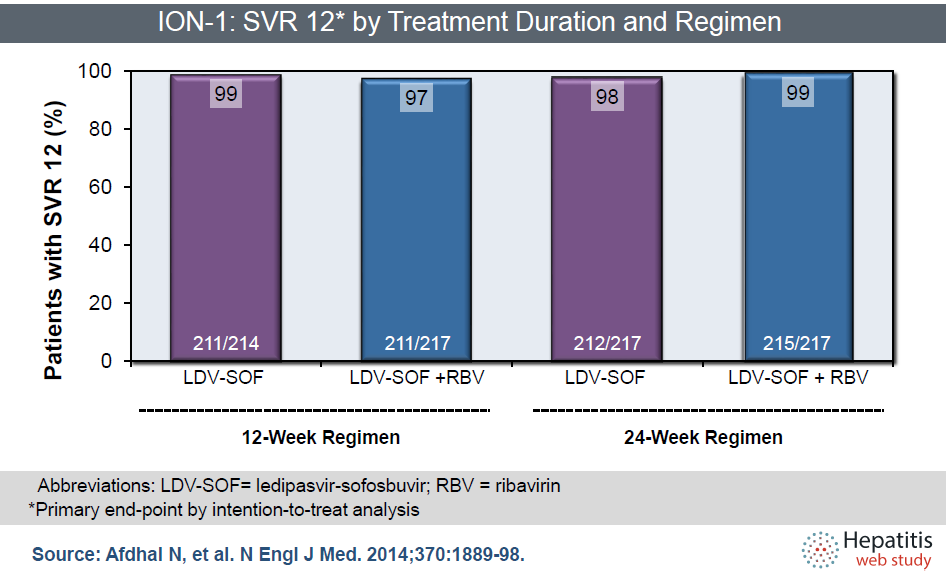 ION-1: SVR 12* by Treatment Duration and Regimen
Patients with SVR 12 (%)
100
80
60
40
20
0
99
97
98
99
211/214
211/217
212/217
215/217
LDV-SOF
LDV-SOF +RBV
LDV-SOF
LDV-SOF + RBV
12-Week Regimen
24-Week Regimen
Abbreviations: LDV-SOF= ledipasvir-sofosbuvir; RBV = ribavirin
*Primary end-point by intention-to-treat analysis
Source: Afdhal N, et al. N Engl J Med. 2014;370:1889-98.
Hepatitis
web study